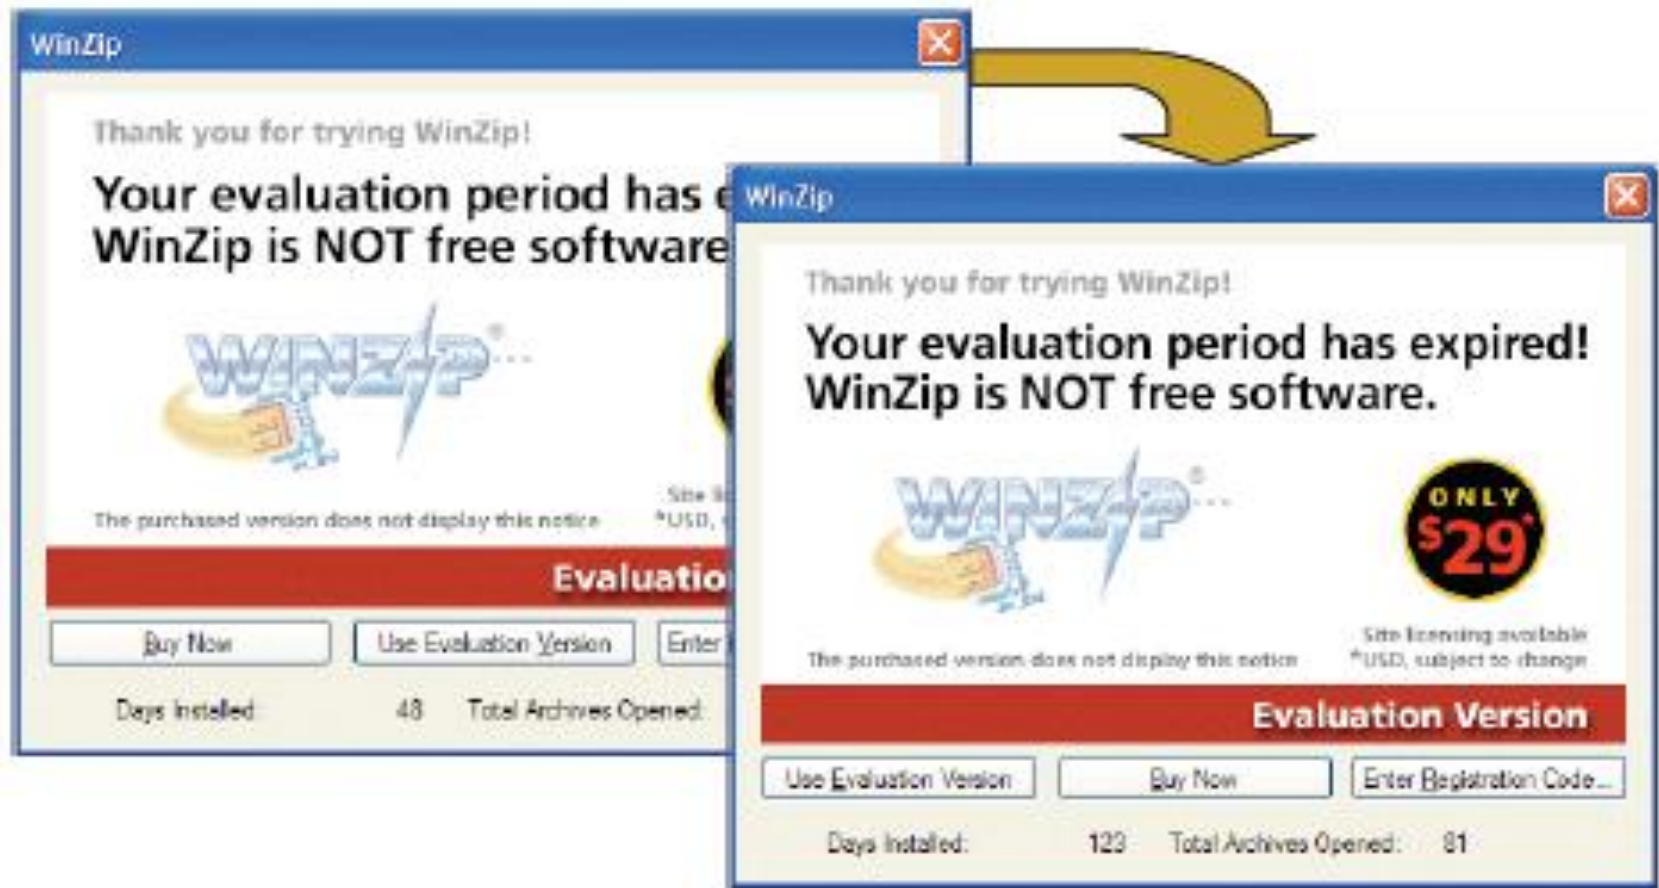 WinZip
Thank you for trying WinZip!
Your evaluation period has
WinZip is NOT free software
WINZIP®
The purchased version does not display this notice
Site
*USD,
Evaluatio
Buy Now
Use Evaluation Version
Enter
Days Installed:
48
Total Archives Opened:
WinZip
Thank you for trying WinZip!
Your evaluation period has expired!
WinZip is NOT free software.
WINZIP®
ONLY
$29*
The purchased version does not display this notice
Site licensing available
*USD, subject to change
Evaluation Version
Use Evaluation Version
Buy Now
Enter Registration Code...
Days Installed:
123
Total Archives Opened:
81